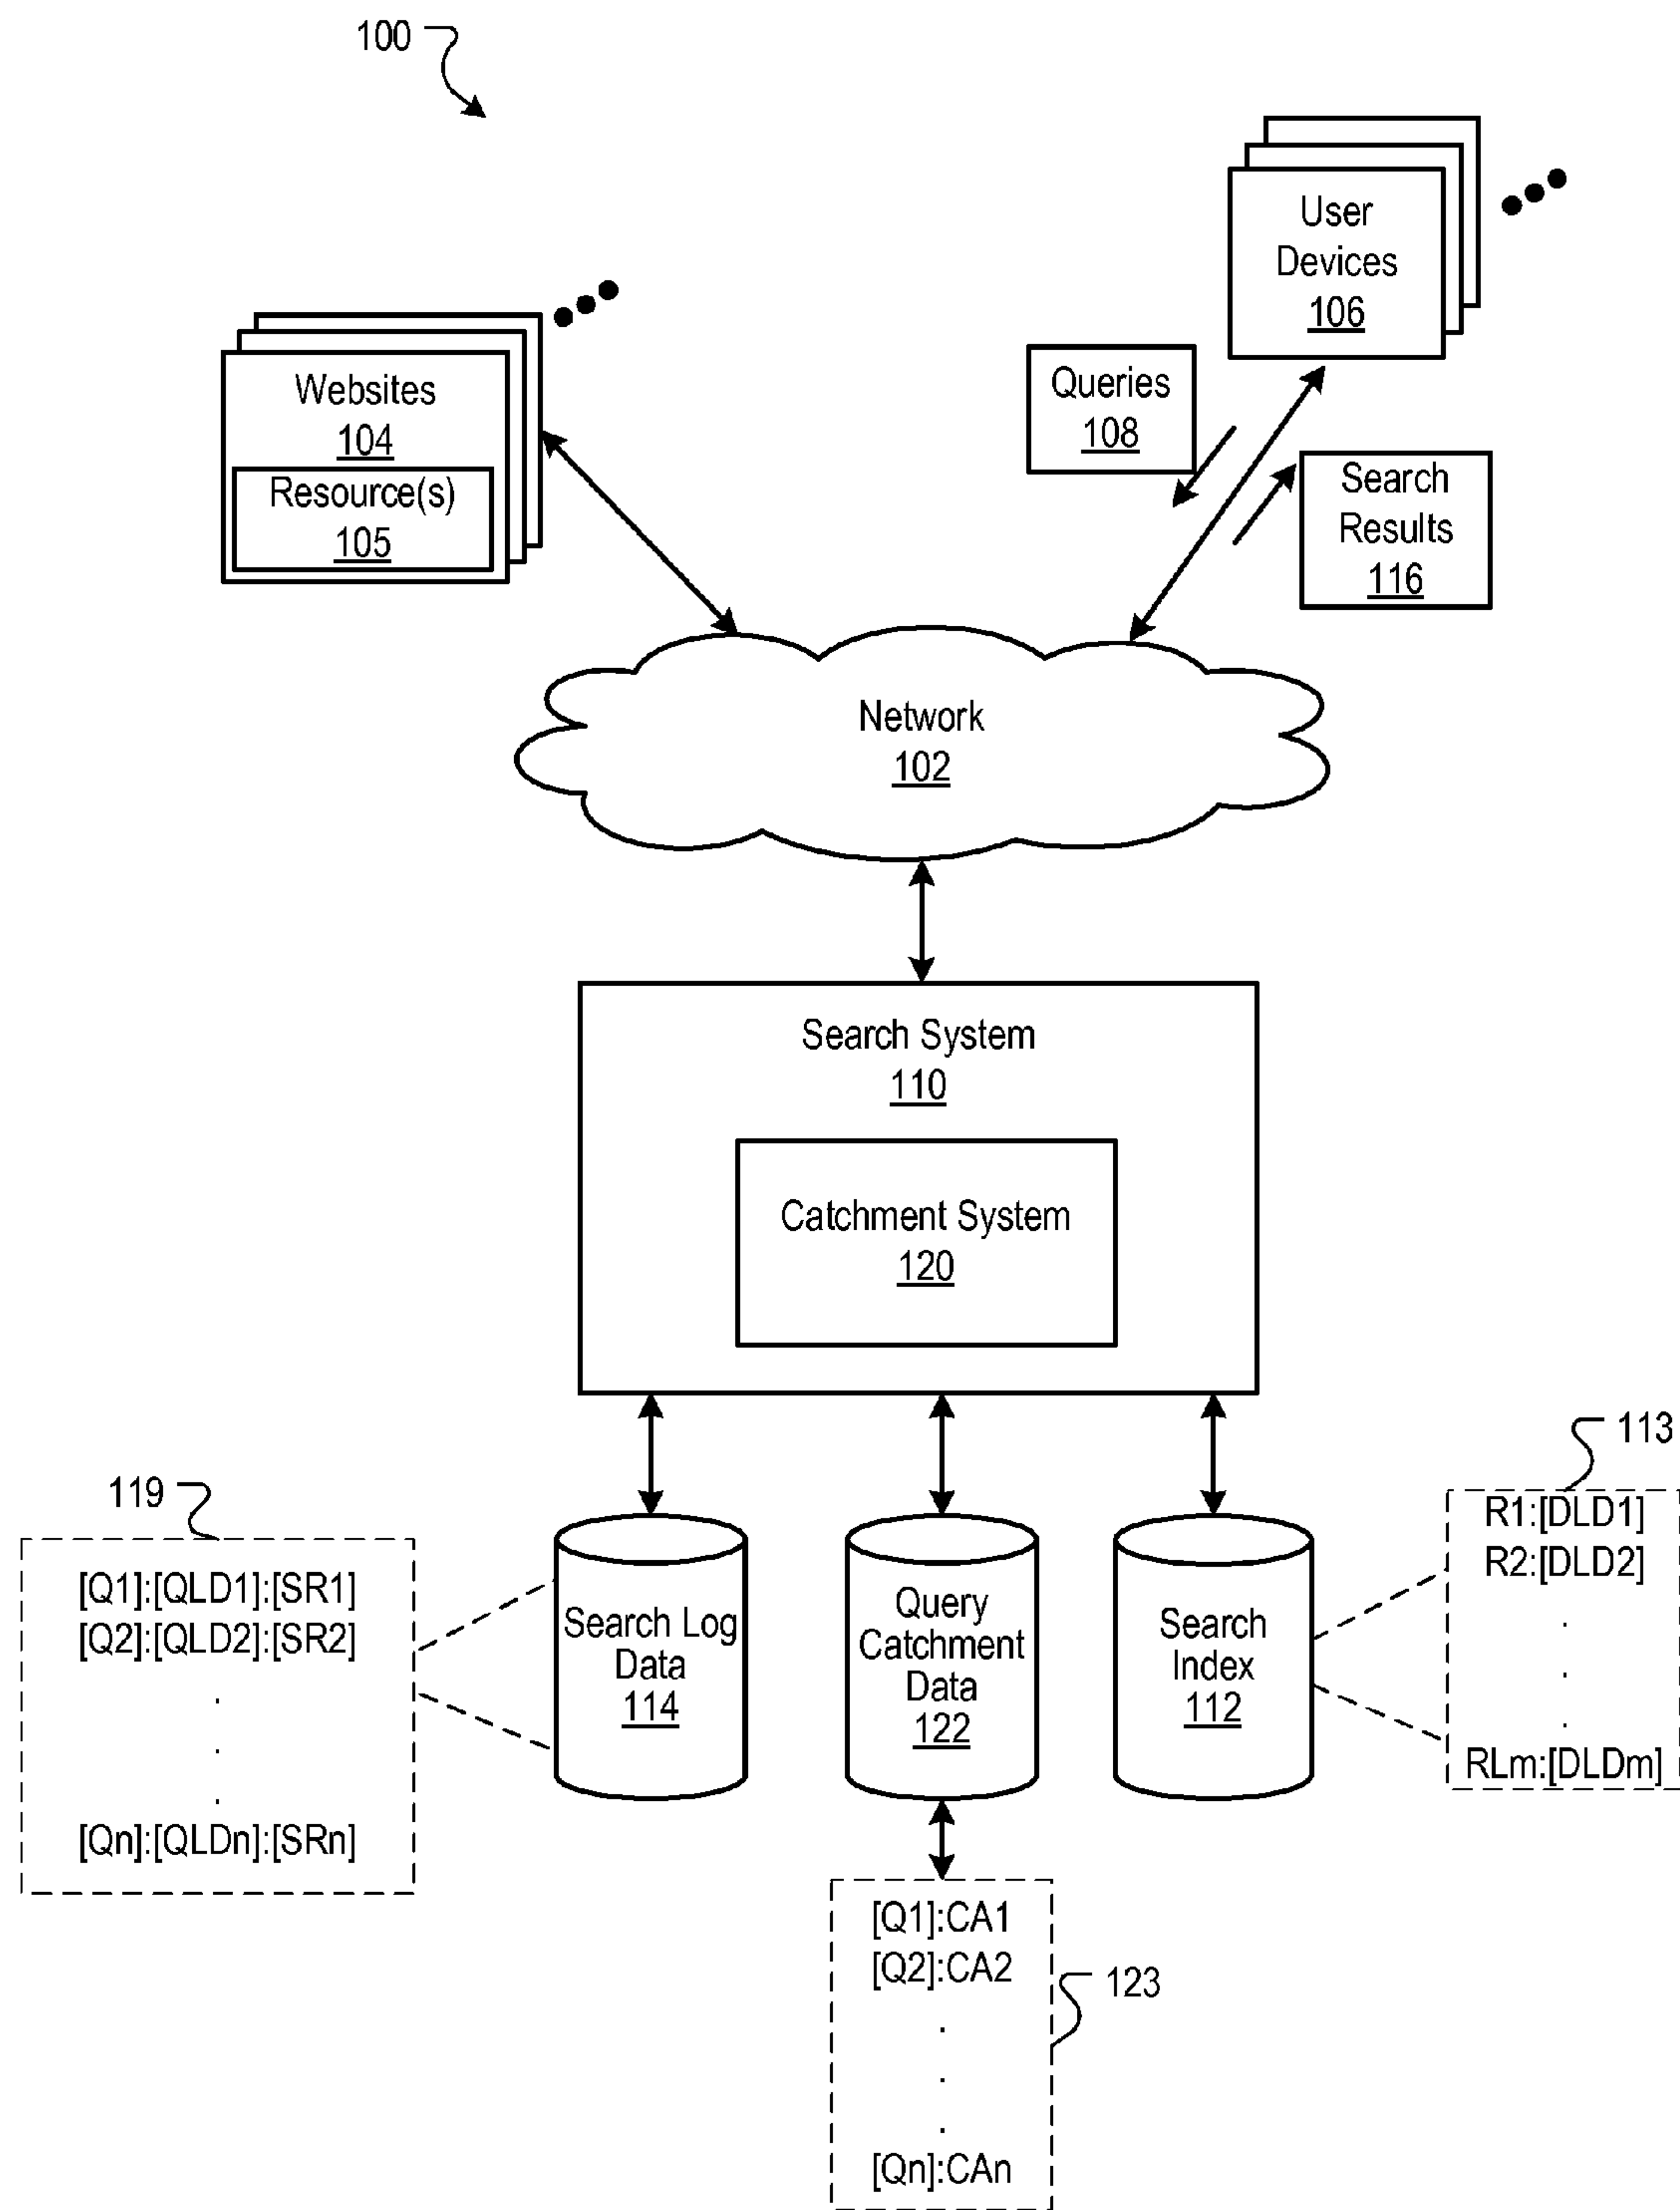 100
User
Devices
106
Websites
104
Resource(s)
105
Queries
108
Search
Results
116
Network
102
Search System
110
Catchment System
120
119
[Q1]:[QLD1]:[SR1]
[Q2]:[QLD2]:[SR2]
.
.
.
[Qn]:[QLDn]:[SRn]
Search Log
Data
114
Query
Catchment
Data
122
Search
Index
112
113
R1:[DLD1]
R2:[DLD2]
.
.
.
RLm:[DLDm]
[Q1]:CA1
[Q2]:CA2
.
.
.
[Qn]:CAn
123